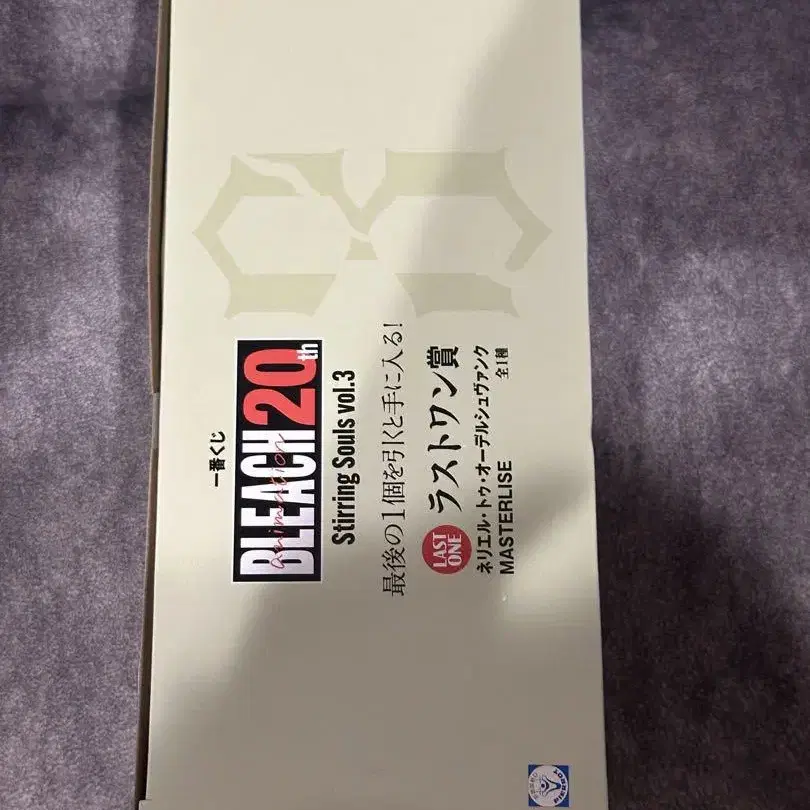 一番くじ
BLEACH 20th
animation
Stirring Souls vol.3
最後の1個を引くと手に入る!
LAST ONE ラストワン賞
ネリエル・トゥ・オーデルシュヴァンク
MASTERLISE 全1種